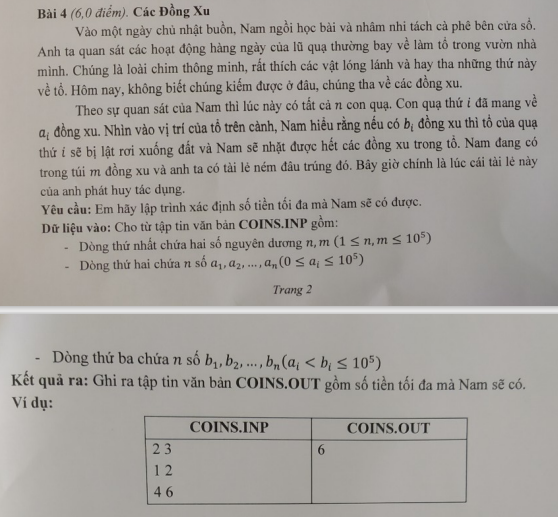 Bài 4 (6,0 điểm). Các Đồng Xu
Vào một ngày chủ nhật buồn, Nam ngồi học bài và nhâm nhi tách cà phê bên cửa sổ.
Anh ta quan sát các hoạt động hàng ngày của lũ quạ thường bay về làm tổ trong vườn nhà
mình. Chúng là loài chim thông minh, rất thích các vật lóng lánh và hay tha những thứ này
về tổ. Hôm nay, không biết chúng kiếm được ở đâu, chúng tha về các đồng xu.
Theo sự quan sát của Nam thì lúc này có tất cả n con quạ. Con quạ thứ i đã mang về
aᵢ đồng xu. Nhìn vào vị trí của tổ trên cành, Nam hiểu rằng nếu có bᵢ đồng xu thì tổ của quạ
thứ i sẽ bị lật rơi xuống đất và Nam sẽ nhặt được hết các đồng xu trong tổ. Nam đang có
trong túi m đồng xu và anh ta có tài lẻ ném đâu trúng đó. Bây giờ chính là lúc cái tài lẻ này
của anh phát huy tác dụng.
Yêu cầu: Em hãy lập trình xác định số tiền tối đa mà Nam sẽ có được.
Dữ liệu vào: Cho từ tập tin văn bản COINS.INP gồm:
- Dòng thứ nhất chứa hai số nguyên dương n, m (1 ≤ n, m ≤ 10⁵)
- Dòng thứ hai chứa n số a₁, a₂, ..., aₙ (0 ≤ aᵢ ≤ 10⁵)
Trang 2
- Dòng thứ ba chứa n số b₁, b₂, ..., bₙ (aᵢ < bᵢ ≤ 10⁵)
Kết quả ra: Ghi ra tập tin văn bản COINS.OUT gồm số tiền tối đa mà Nam sẽ có.
Ví dụ:
COINS.INP COINS.OUT
2 3 6
1 2
4 6